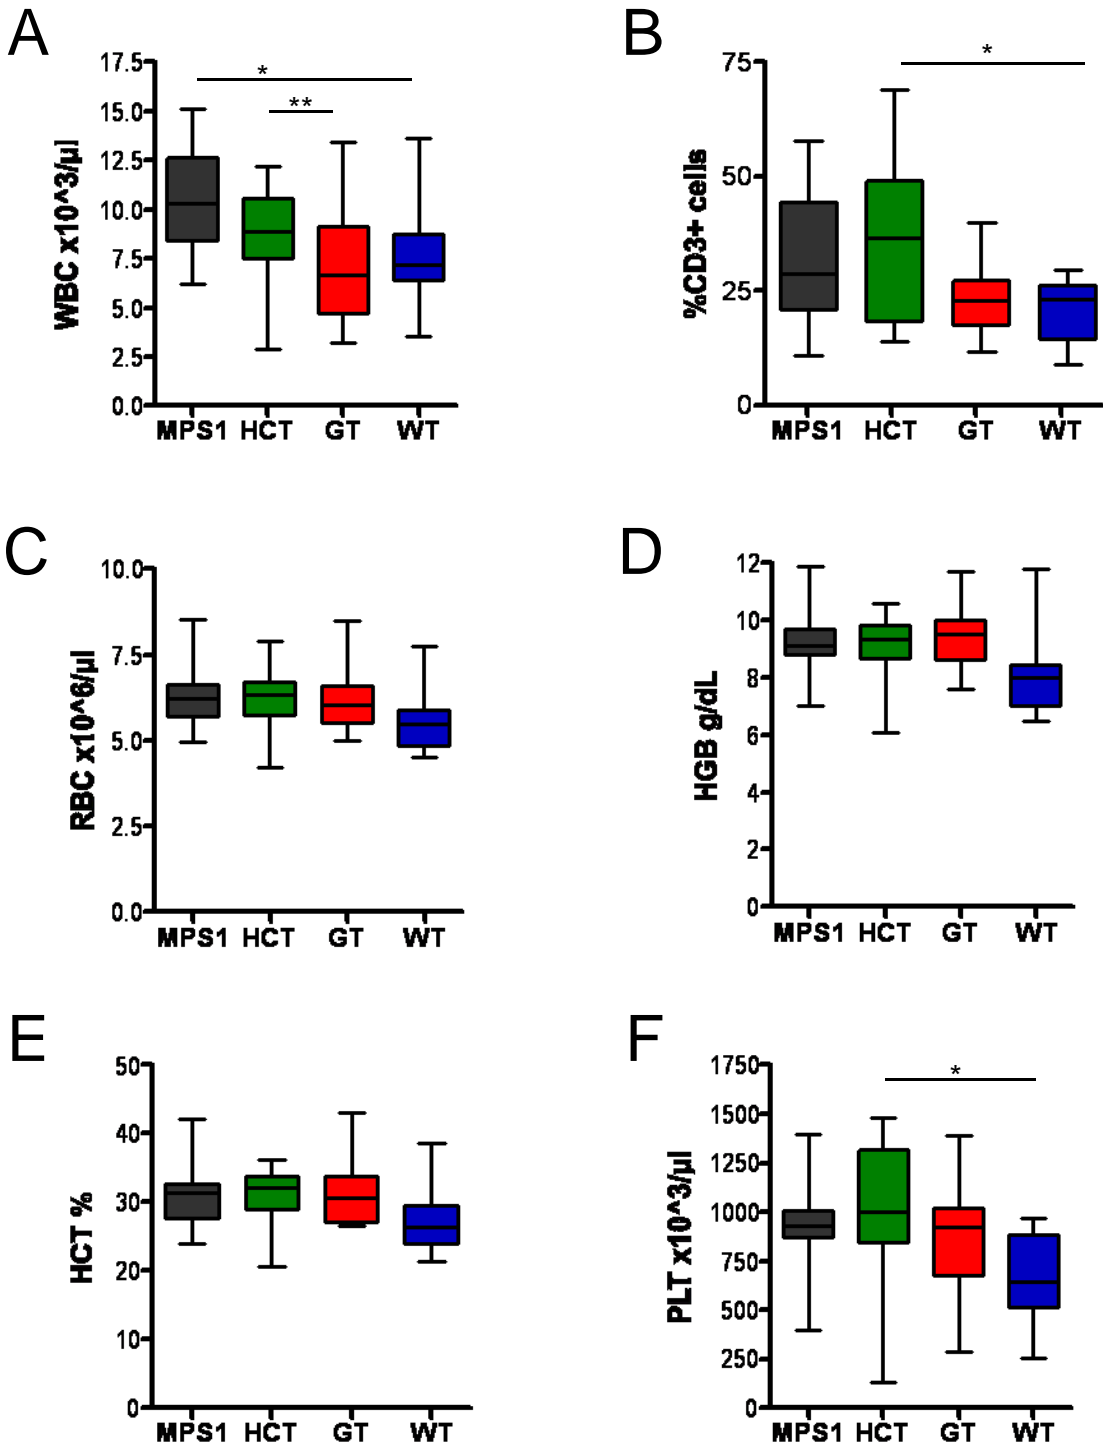 A
WBC x10^3/µl
17.5
15.0
12.5
10.0
7.5
5.0
2.5
0.0
*
**
MPS1 HCT GT WT
B
%CD3+ cells
75
50
25
0
*
MPS1 HCT GT WT
C
RBC x10^6/µl
10.0
7.5
5.0
2.5
0.0
MPS1 HCT GT WT
D
HGB g/dL
12
10
8
6
4
2
0
MPS1 HCT GT WT
E
HCT %
50
40
30
20
10
0
MPS1 HCT GT WT
F
PLT x10^3/µl
1750
1500
1250
1000
750
500
250
0
*
MPS1 HCT GT WT